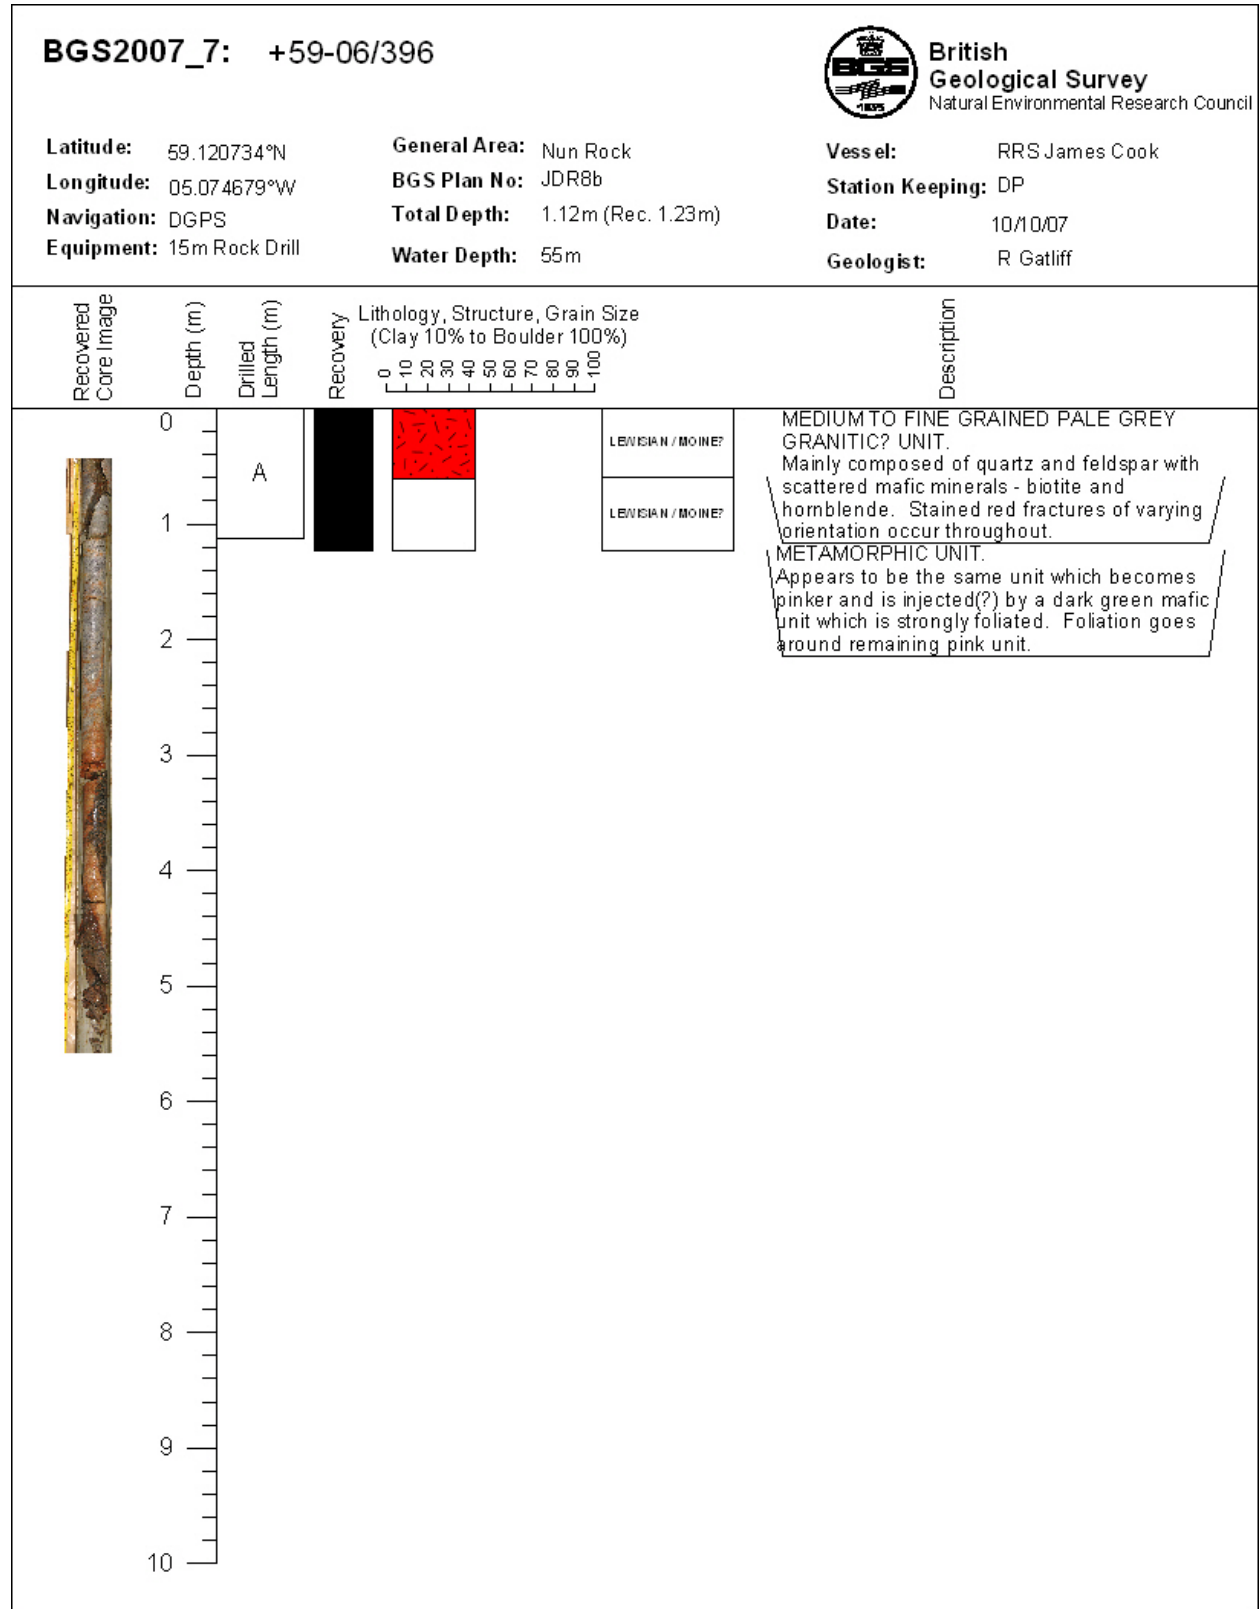 BGS2007_7: +59-06/396
BGS
1835
British
Geological Survey
Natural Environmental Research Council
Latitude: 59.120734°N
Longitude: 05.074679°W
Navigation: DGPS
Equipment: 15m Rock Drill
General Area: Nun Rock
BGS Plan No: JDR8b
Total Depth: 1.12m (Rec. 1.23m)
Water Depth: 55m
Vessel: RRS James Cook
Station Keeping: DP
Date: 10/10/07
Geologist: R Gatliff
Recovered
Core Image
Depth (m)
Drilled
Length (m)
Recovery
Lithology, Structure, Grain Size
(Clay 10% to Boulder 100%)
0 10 20 30 40 50 60 70 80 90 100
Description
0
1
2
3
4
5
6
7
8
9
10
A
LEWISIAN / MOINE?
LEWISIAN / MOINE?
MEDIUM TO FINE GRAINED PALE GREY
GRANITIC? UNIT.
Mainly composed of quartz and feldspar with
scattered mafic minerals - biotite and
hornblende. Stained red fractures of varying
orientation occur throughout.
METAMORPHIC UNIT.
Appears to be the same unit which becomes
pinker and is injected(?) by a dark green mafic
unit which is strongly foliated. Foliation goes
around remaining pink unit.